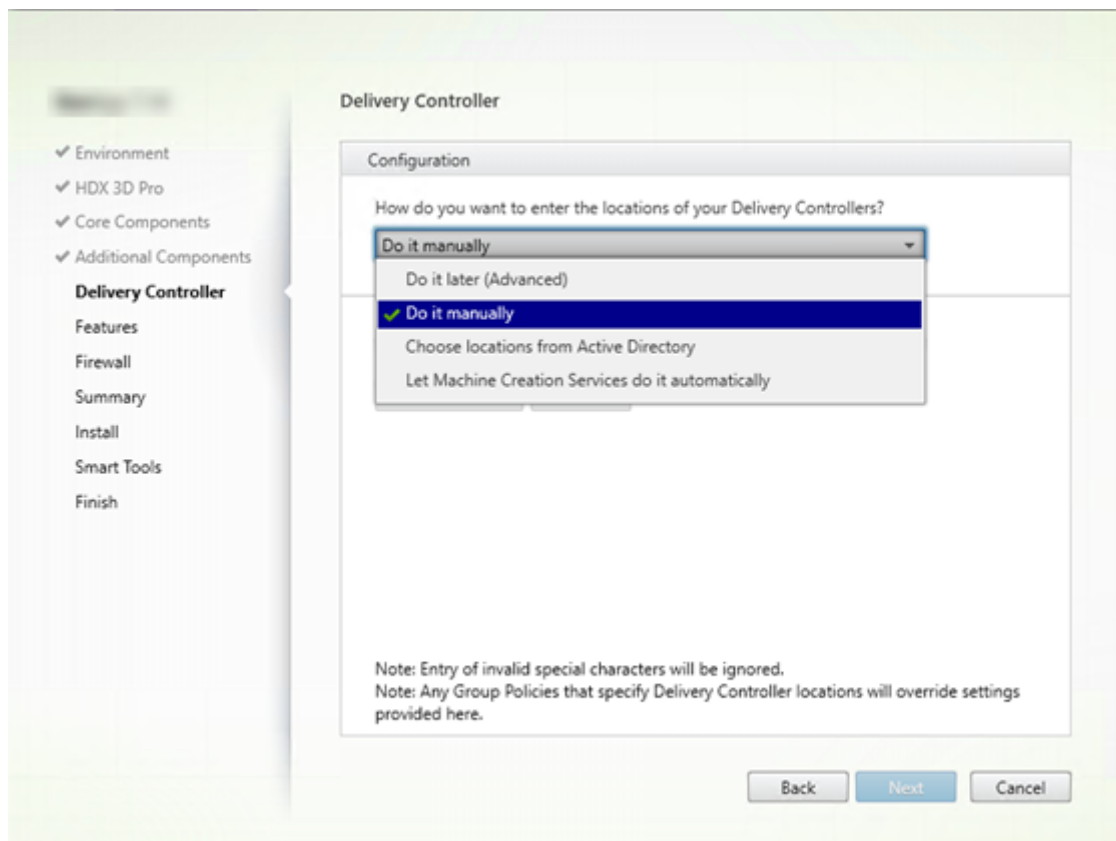 Delivery Controller
Environment
HDX 3D Pro
Core Components
Additional Components
Delivery Controller
Features
Firewall
Summary
Install
Smart Tools
Finish
Configuration
How do you want to enter the locations of your Delivery Controllers?
Do it manually
Do it later (Advanced)
Do it manually
Choose locations from Active Directory
Let Machine Creation Services do it automatically
Note: Entry of invalid special characters will be ignored.
Note: Any Group Policies that specify Delivery Controller locations will override settings
provided here.
Back
Next
Cancel